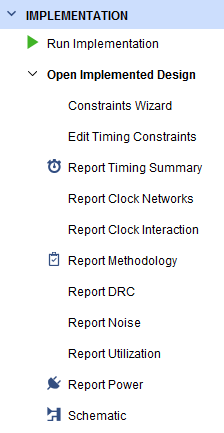 IMPLEMENTATION
Run Implementation
Open Implemented Design
Constraints Wizard
Edit Timing Constraints
Report Timing Summary
Report Clock Networks
Report Clock Interaction
Report Methodology
Report DRC
Report Noise
Report Utilization
Report Power
Schematic